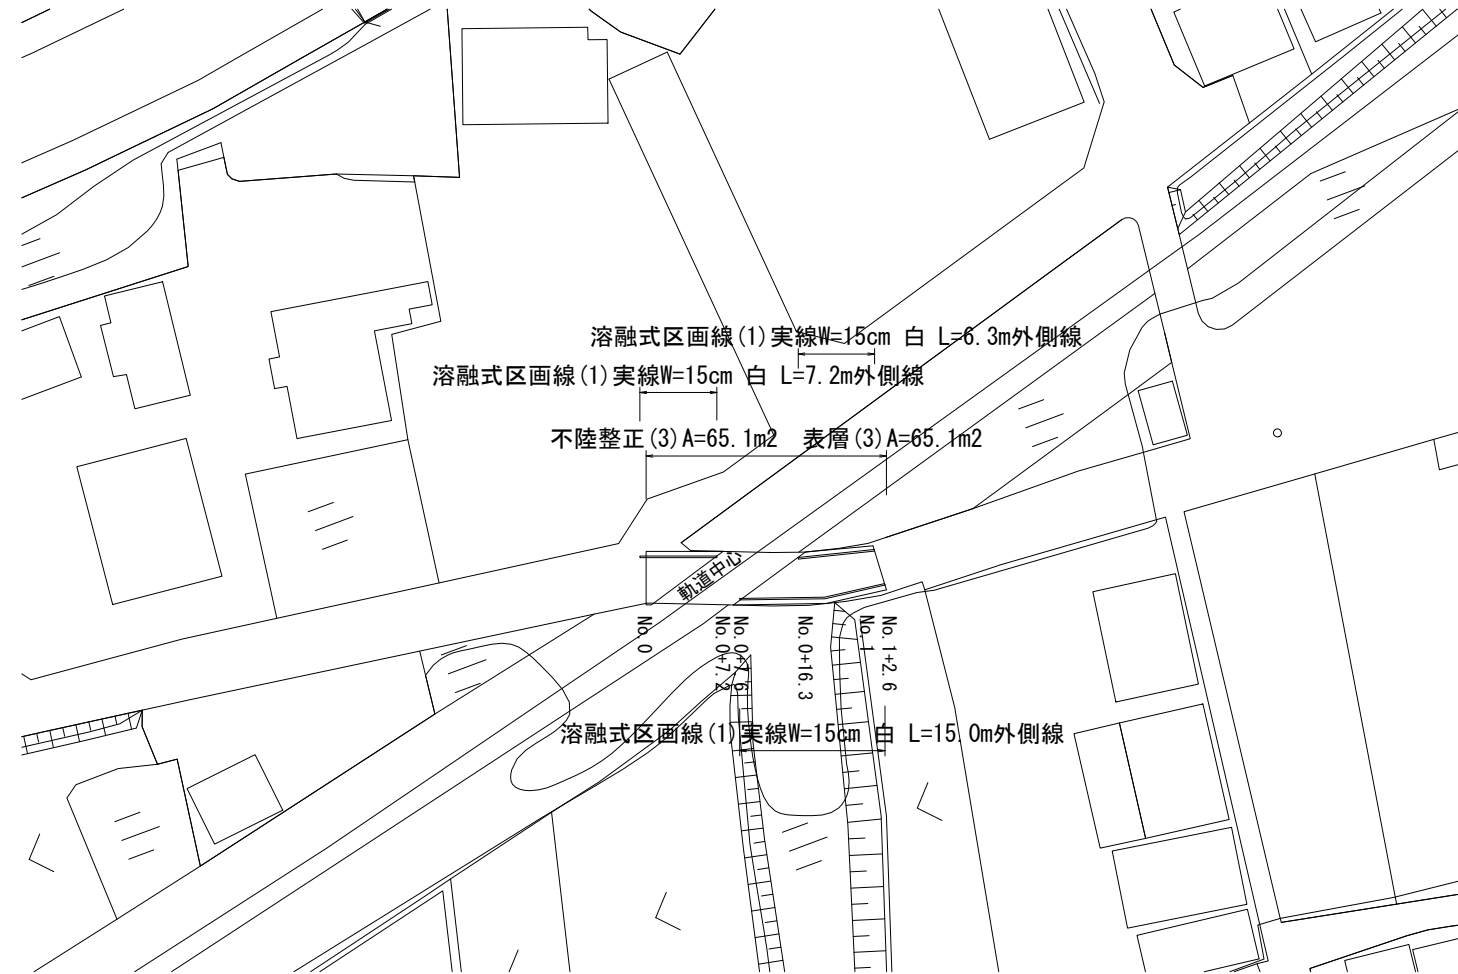 溶融式区画線(1)実線W=15cm 白 L=6.3m外側線
溶融式区画線(1)実線W=15cm 白 L=7.2m外側線
不陸整正(3)A=65.1m2 表層(3)A=65.1m2
軌道中心
No.0
No.0+7.2
No.0+7.6
No.0+16.3
No.1
No.1+2.6
溶融式区画線(1)実線W=15cm 白 L=15.0m外側線